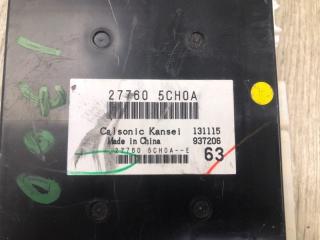 27760 5CH0A
Calsonic Kansei 131115
Made in China 937206
27760 5CH0A--E 63